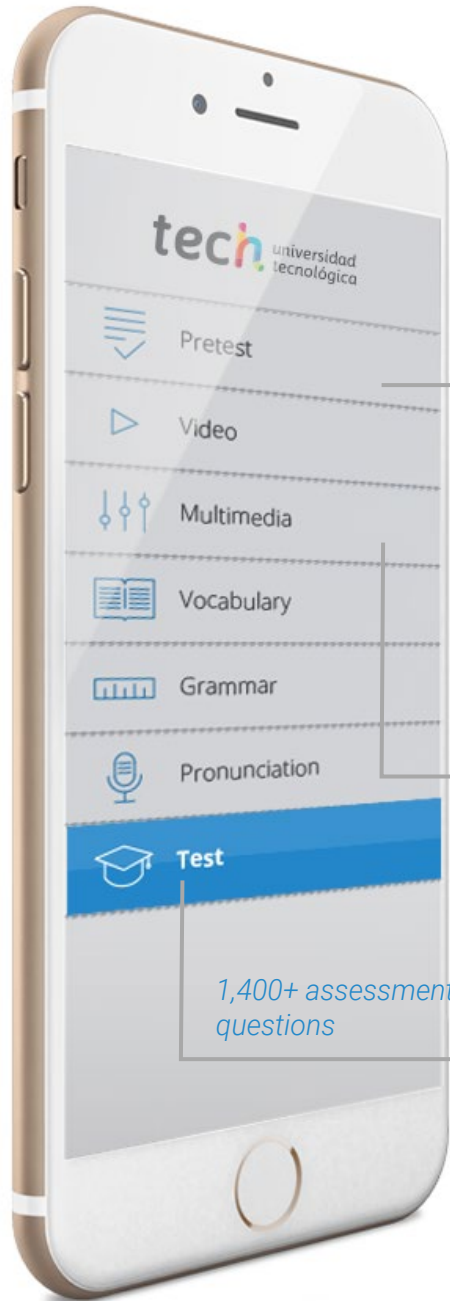 tech universidad
tecnológica
Pretest
Video
Multimedia
Vocabulary
Grammar
Pronunciation
Test
1,400+ assessment
questions